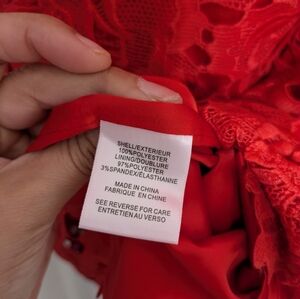 SHELL/EXTERIEUR
100%POLYESTER
LINING/DOUBLURE
97%POLYESTER
3%SPANDEX/ELASTHANNE
MADE IN CHINA
FABRIQUE EN CHINE
SEE REVERSE FOR CARE
ENTRETIEN AU VERSO